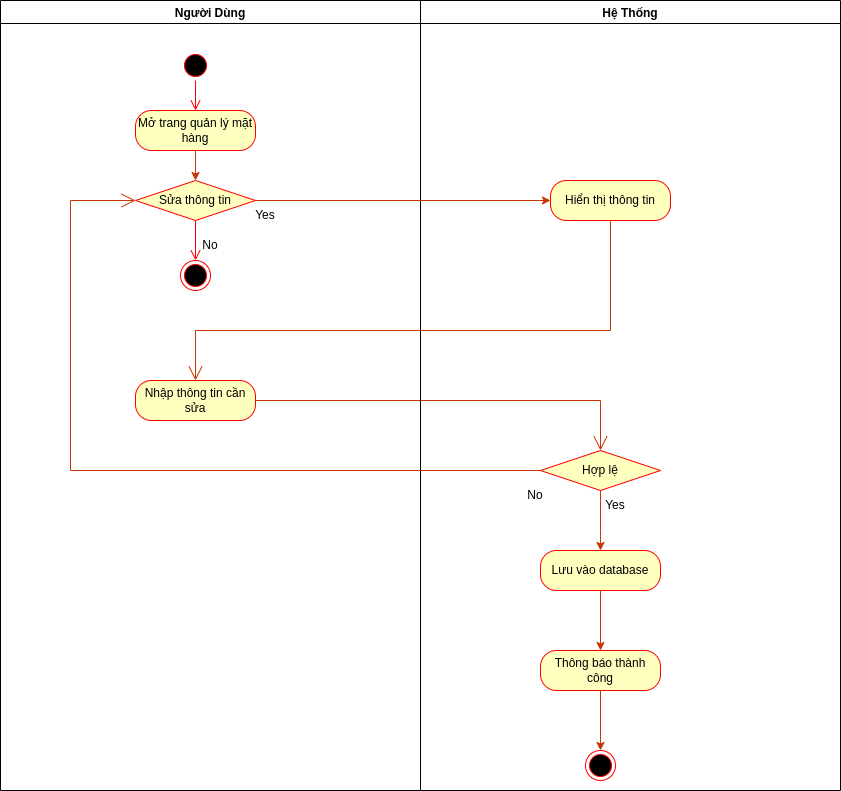 Người Dùng
Hệ Thống
Mở trang quản lý mặt
hàng
Sửa thông tin
Yes
Hiển thị thông tin
No
Nhập thông tin cần
sửa
Hợp lệ
No
Yes
Lưu vào database
Thông báo thành
công